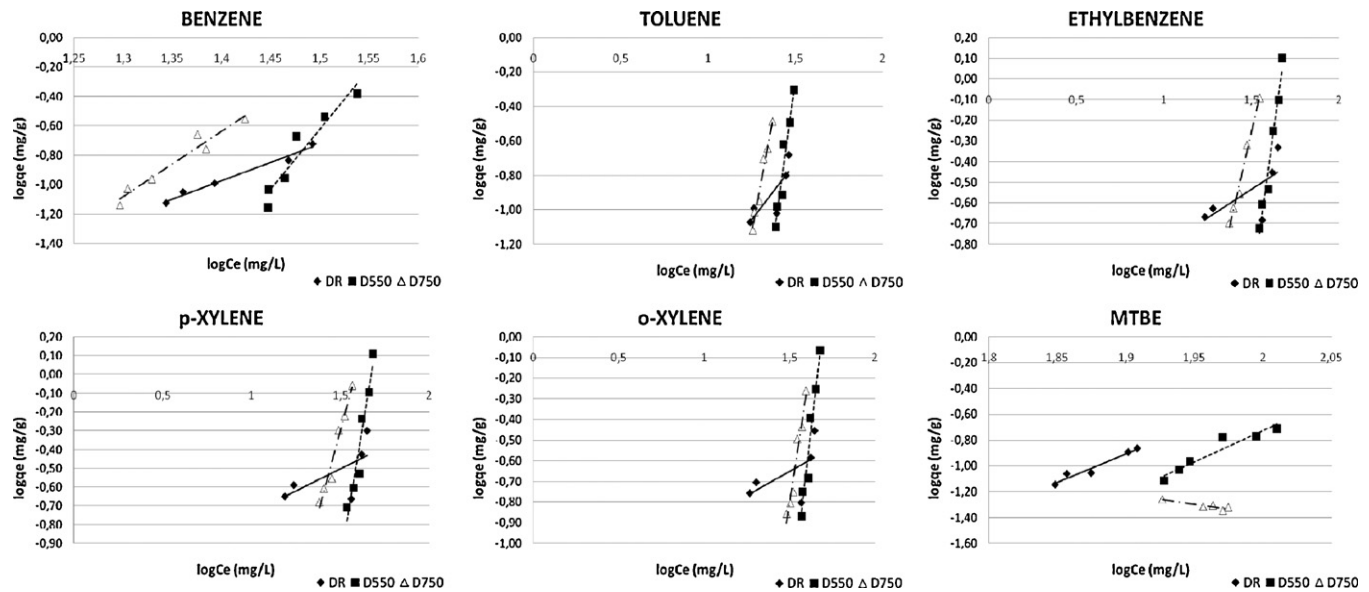 BENZENE
0,00
1,25 1,3 1,35 1,4 1,45 1,5 1,55 1,6
-0,20
-0,40
-0,60
-0,80
-1,00
-1,20
-1,40
logqe (mg/g)
logCe (mg/L)
DR D550 D750
TOLUENE
0,00
0 0,5 1 1,5 2
-0,20
-0,40
-0,60
-0,80
-1,00
-1,20
logqe (mg/g)
logCe (mg/L)
DR D550 D750
ETHYLBENZENE
0,20
0,10
0,00
-0,10
0 0,5 1 1,5 2
-0,20
-0,30
-0,40
-0,50
-0,60
-0,70
-0,80
logqe (mg/g)
logCe (mg/L)
DR D550 D750
p-XYLENE
0,20
0,10
0,00
-0,10
0 0,5 1 1,5 2
-0,20
-0,30
-0,40
-0,50
-0,60
-0,70
-0,80
-0,90
logqe (mg/g)
logCe (mg/L)
DR D550 D750
o-XYLENE
0,00
0 0,5 1 1,5 2
-0,10
-0,20
-0,30
-0,40
-0,50
-0,60
-0,70
-0,80
-0,90
-1,00
logqe (mg/g)
logCe (mg/L)
DR D550 D750
MTBE
0,00
1,8 1,85 1,9 1,95 2 2,05
-0,20
-0,40
-0,60
-0,80
-1,00
-1,20
-1,40
-1,60
logqe (mg/g)
logCe (mg/L)
DR D550 D750